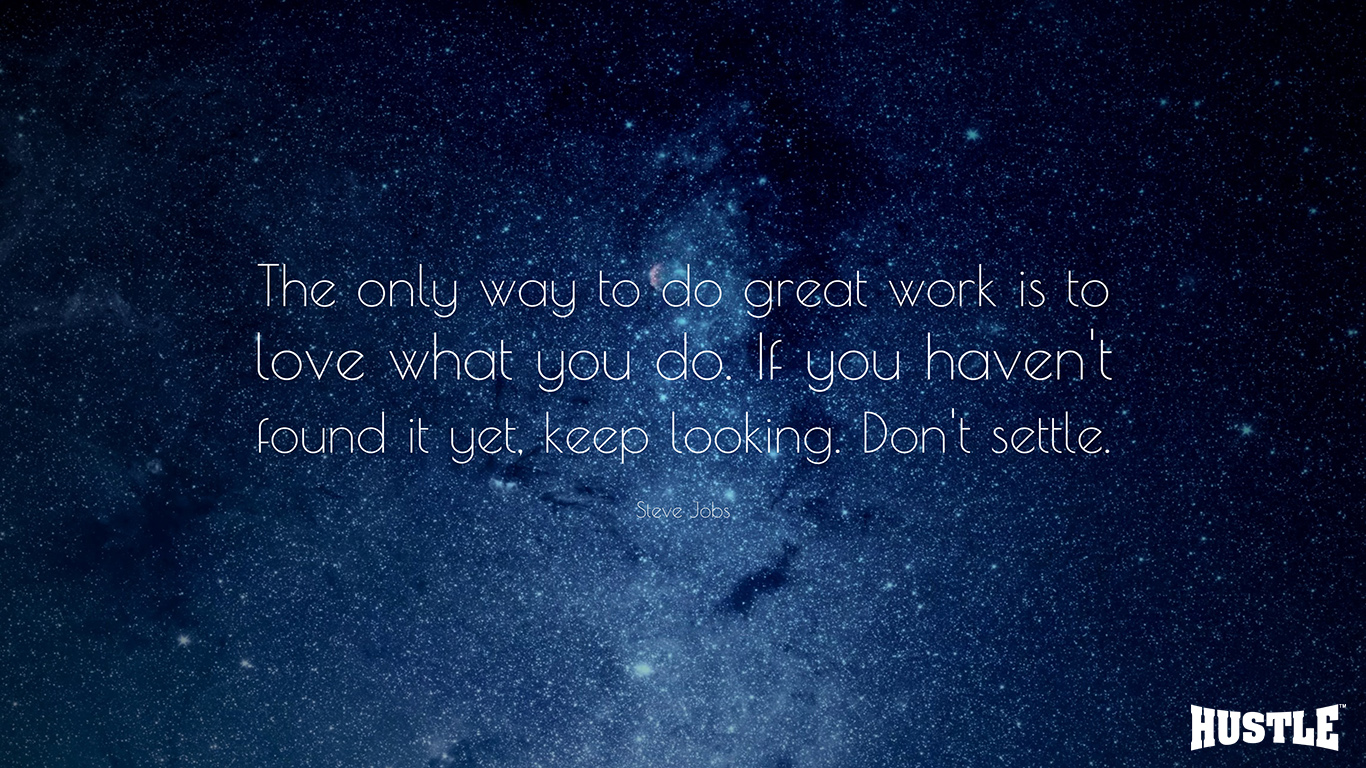 The only way to do great work is to
love what you do. If you haven't
found it yet, keep looking. Don't settle.
Steve Jobs
HUSTLE™